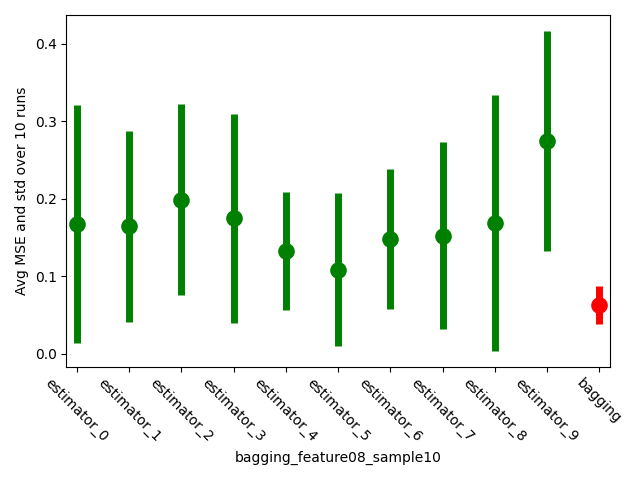 Avg MSE and std over 10 runs
0.4
0.3
0.2
0.1
0.0
estimator_0
estimator_1
estimator_2
estimator_3
estimator_4
estimator_5
estimator_6
estimator_7
estimator_8
estimator_9
bagging
bagging_feature08_sample10